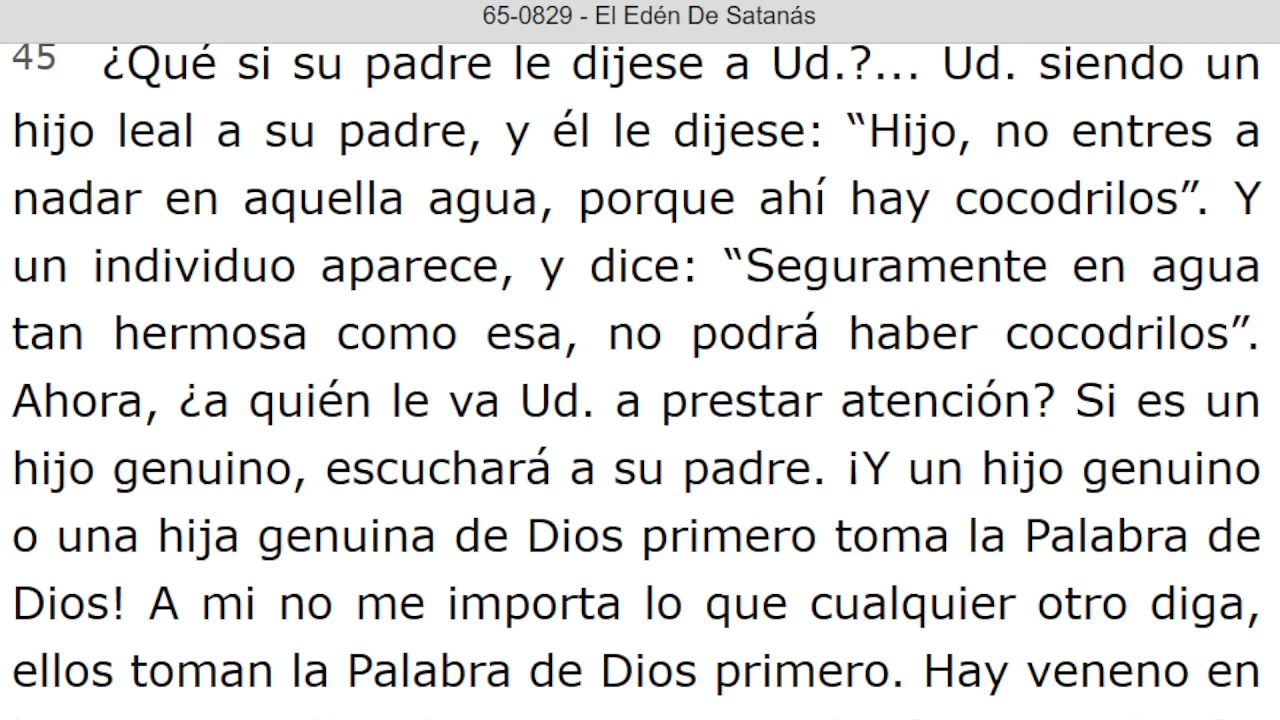 65-0829 - El Edén De Satanás
45 ¿Qué si su padre le dijese a Ud.?... Ud. siendo un
hijo leal a su padre, y él le dijese: “Hijo, no entres a
nadar en aquella agua, porque ahí hay cocodrilos”. Y
un individuo aparece, y dice: “Seguramente en agua
tan hermosa como esa, no podrá haber cocodrilos”.
Ahora, ¿a quién le va Ud. a prestar atención? Si es un
hijo genuino, escuchará a su padre. ¡Y un hijo genuino
o una hija genuina de Dios primero toma la Palabra de
Dios! A mi no me importa lo que cualquier otro diga,
ellos toman la Palabra de Dios primero. Hay veneno en